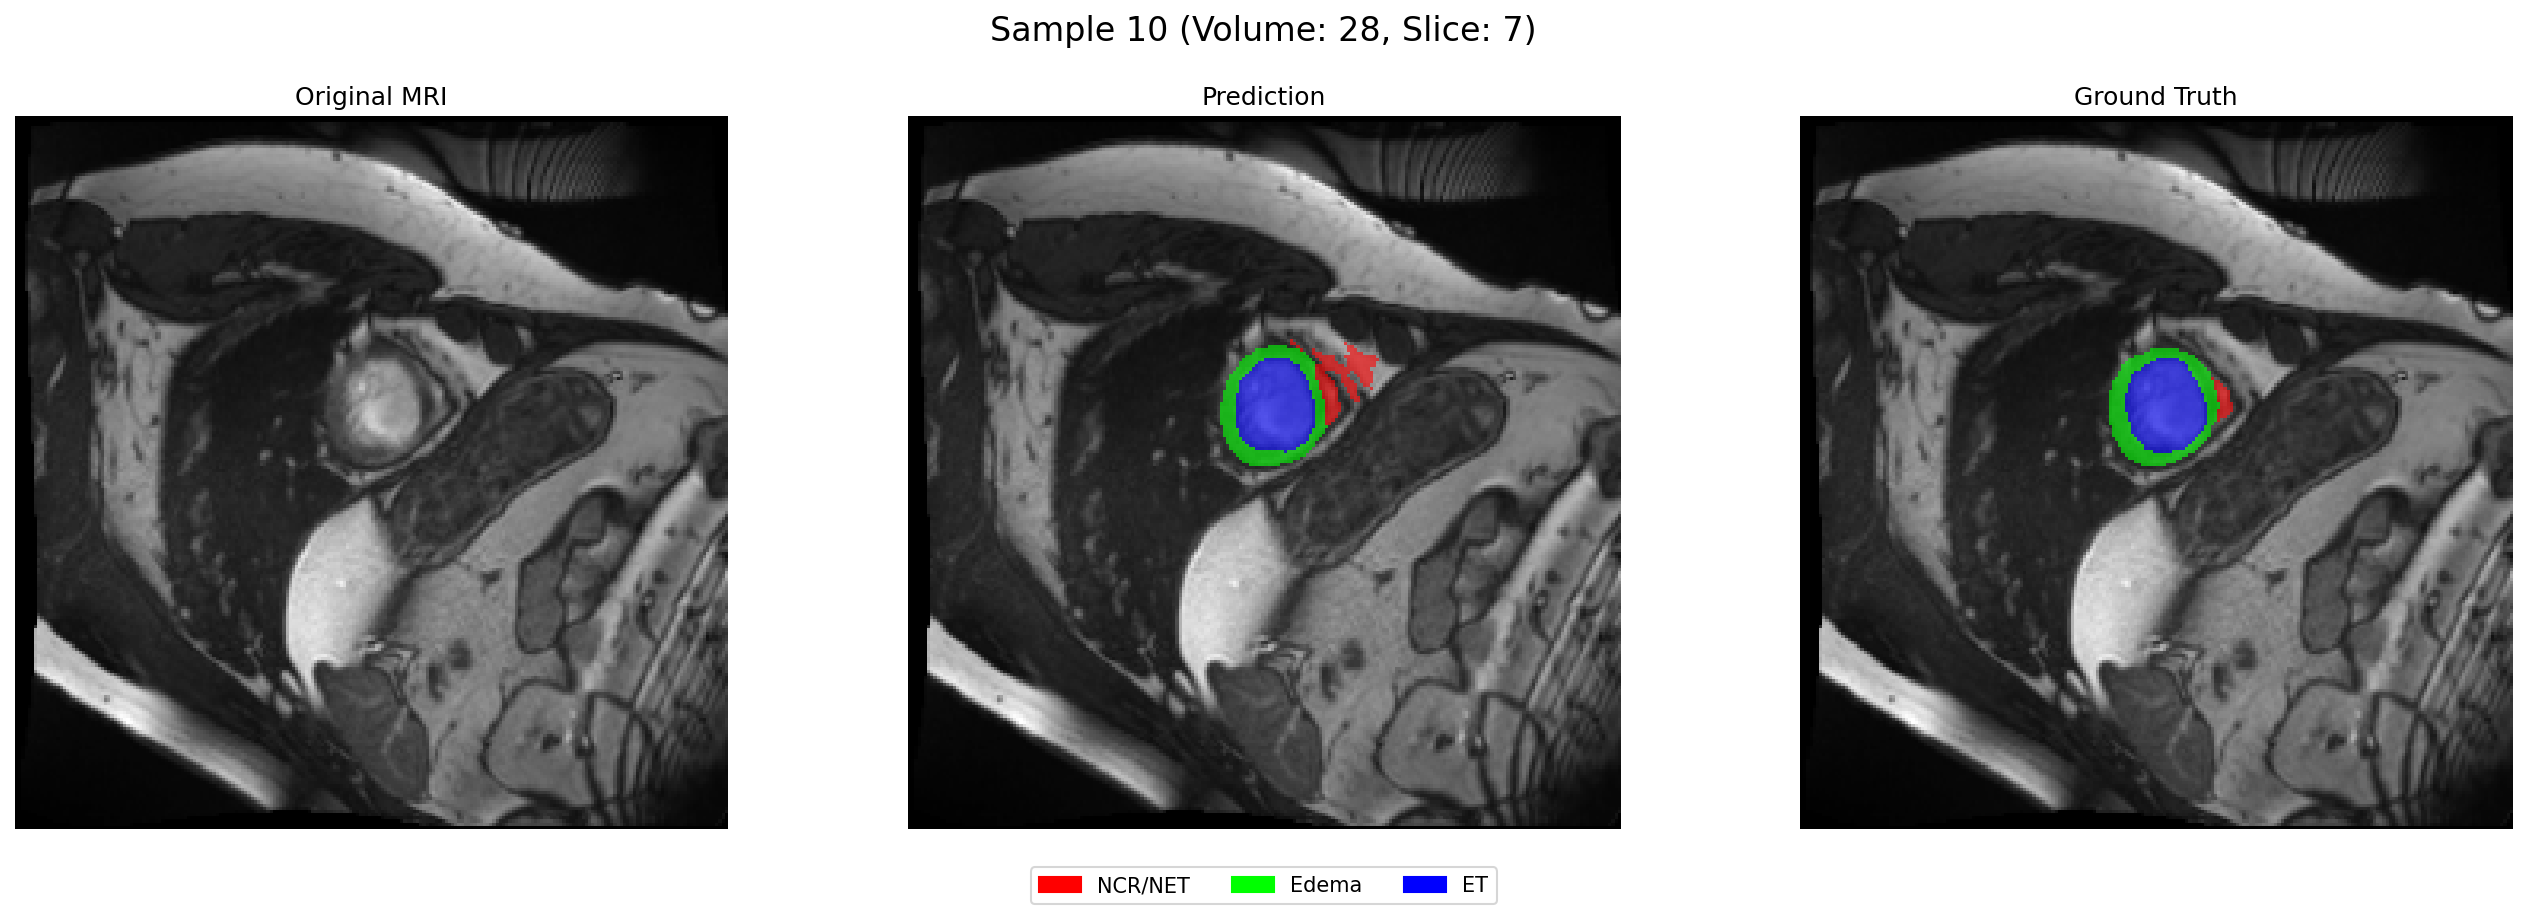 Sample 10 (Volume: 28, Slice: 7)
Original MRI
Prediction
Ground Truth
NCR/NET
Edema
ET